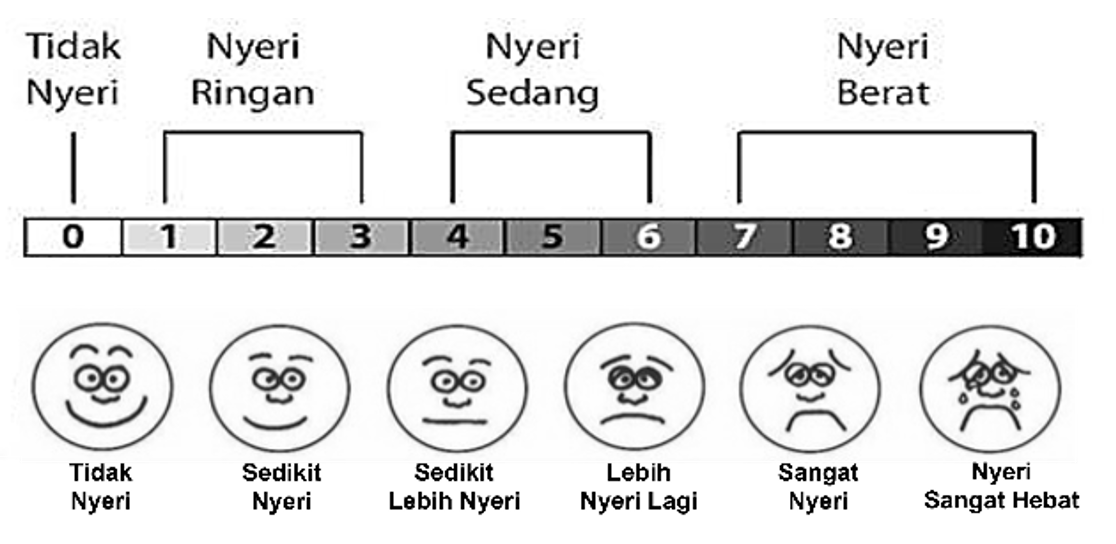 Tidak
Nyeri
Nyeri
Ringan
Nyeri
Sedang
Nyeri
Berat
0 1 2 3 4 5 6 7 8 9 10
Tidak
Nyeri
Sedikit
Nyeri
Sedikit
Lebih Nyeri
Lebih
Nyeri Lagi
Sangat
Nyeri
Nyeri
Sangat Hebat